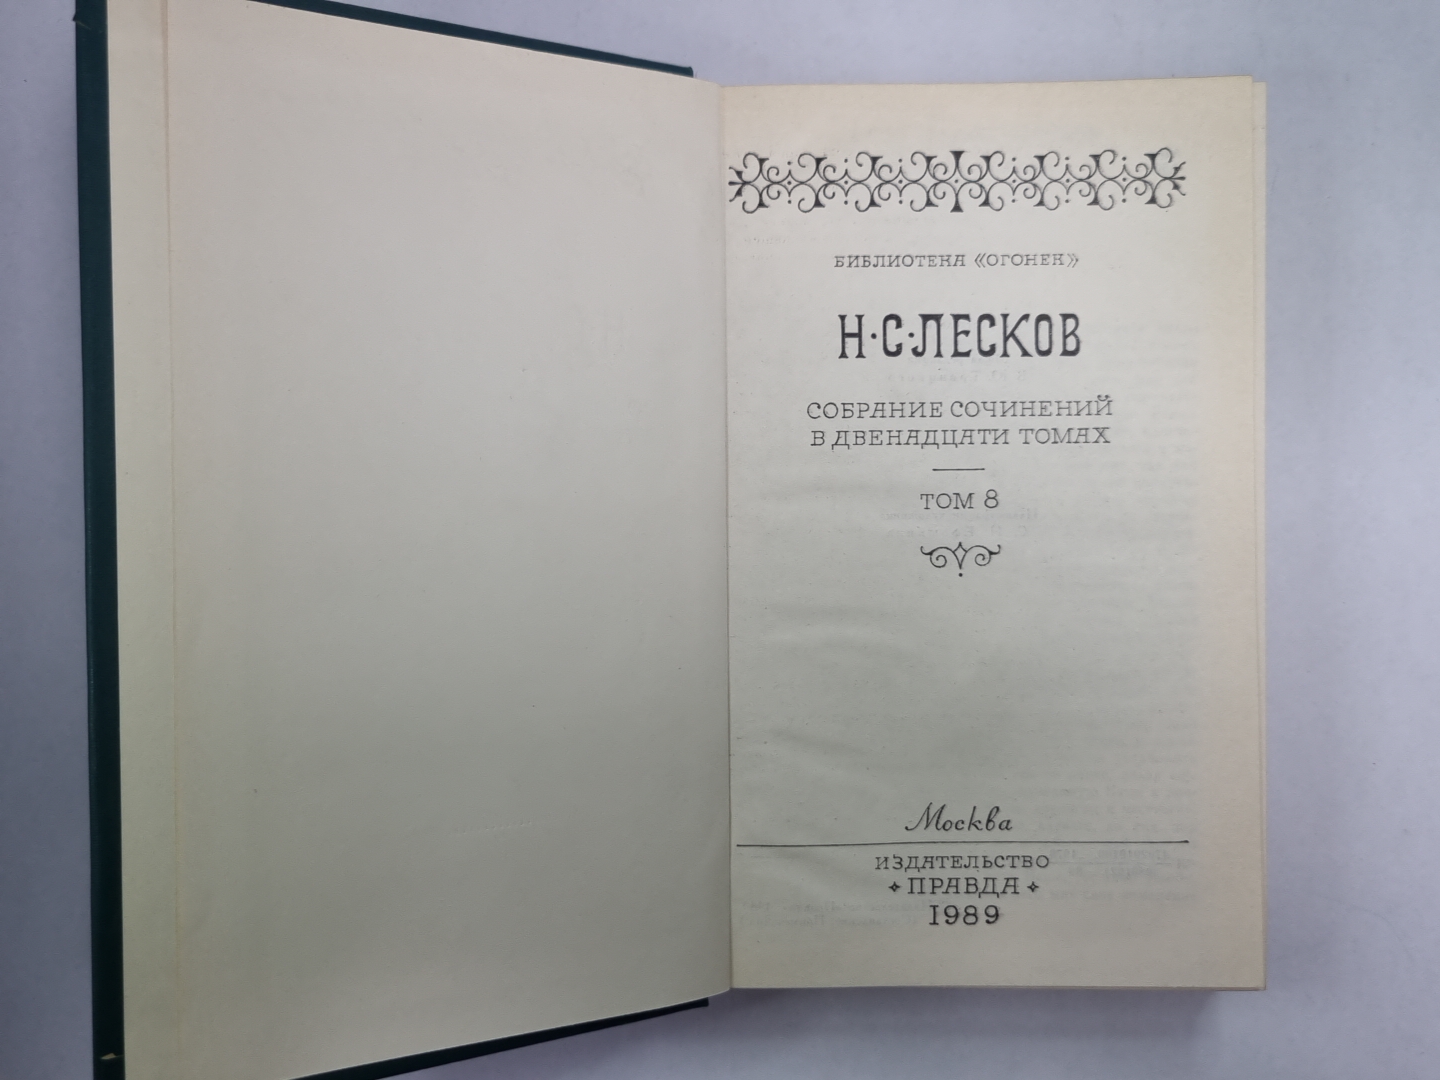 БИБЛИОТЕКА «ОГОНЕК»
Н·С·ЛЕСКОВ
СОБРАНИЕ СОЧИНЕНИЙ
В ДВЕНАДЦАТИ ТОМАХ
ТОМ 8
Москва
ИЗДАТЕЛЬСТВО
ПРАВДА
1989